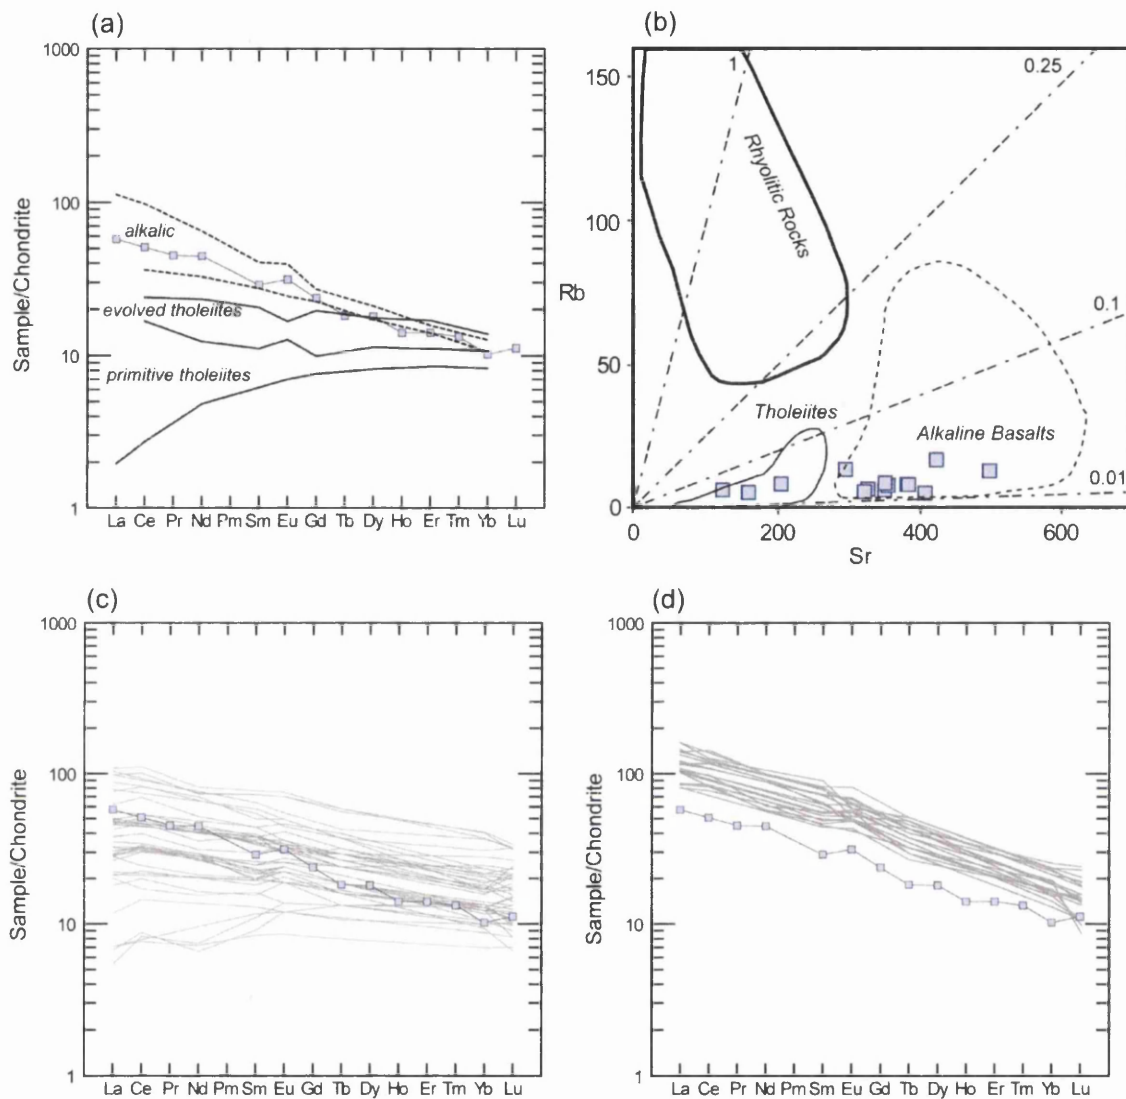 (a)
1000
100
10
1
Sample/Chondrite
alkalic
evolved tholeiites
primitive tholeiites
La Ce Pr Nd Pm Sm Eu Gd Tb Dy Ho Er Tm Yb Lu
(b)
150
100
Rb
50
0
1
0.25
0.1
0.01
Rhyolitic Rocks
Tholeiites
Alkaline Basalts
0 200 400 600
Sr
(c)
1000
100
10
1
Sample/Chondrite
La Ce Pr Nd Pm Sm Eu Gd Tb Dy Ho Er Tm Yb Lu
(d)
1000
100
10
1
Sample/Chondrite
La Ce Pr Nd Pm Sm Eu Gd Tb Dy Ho Er Tm Yb Lu